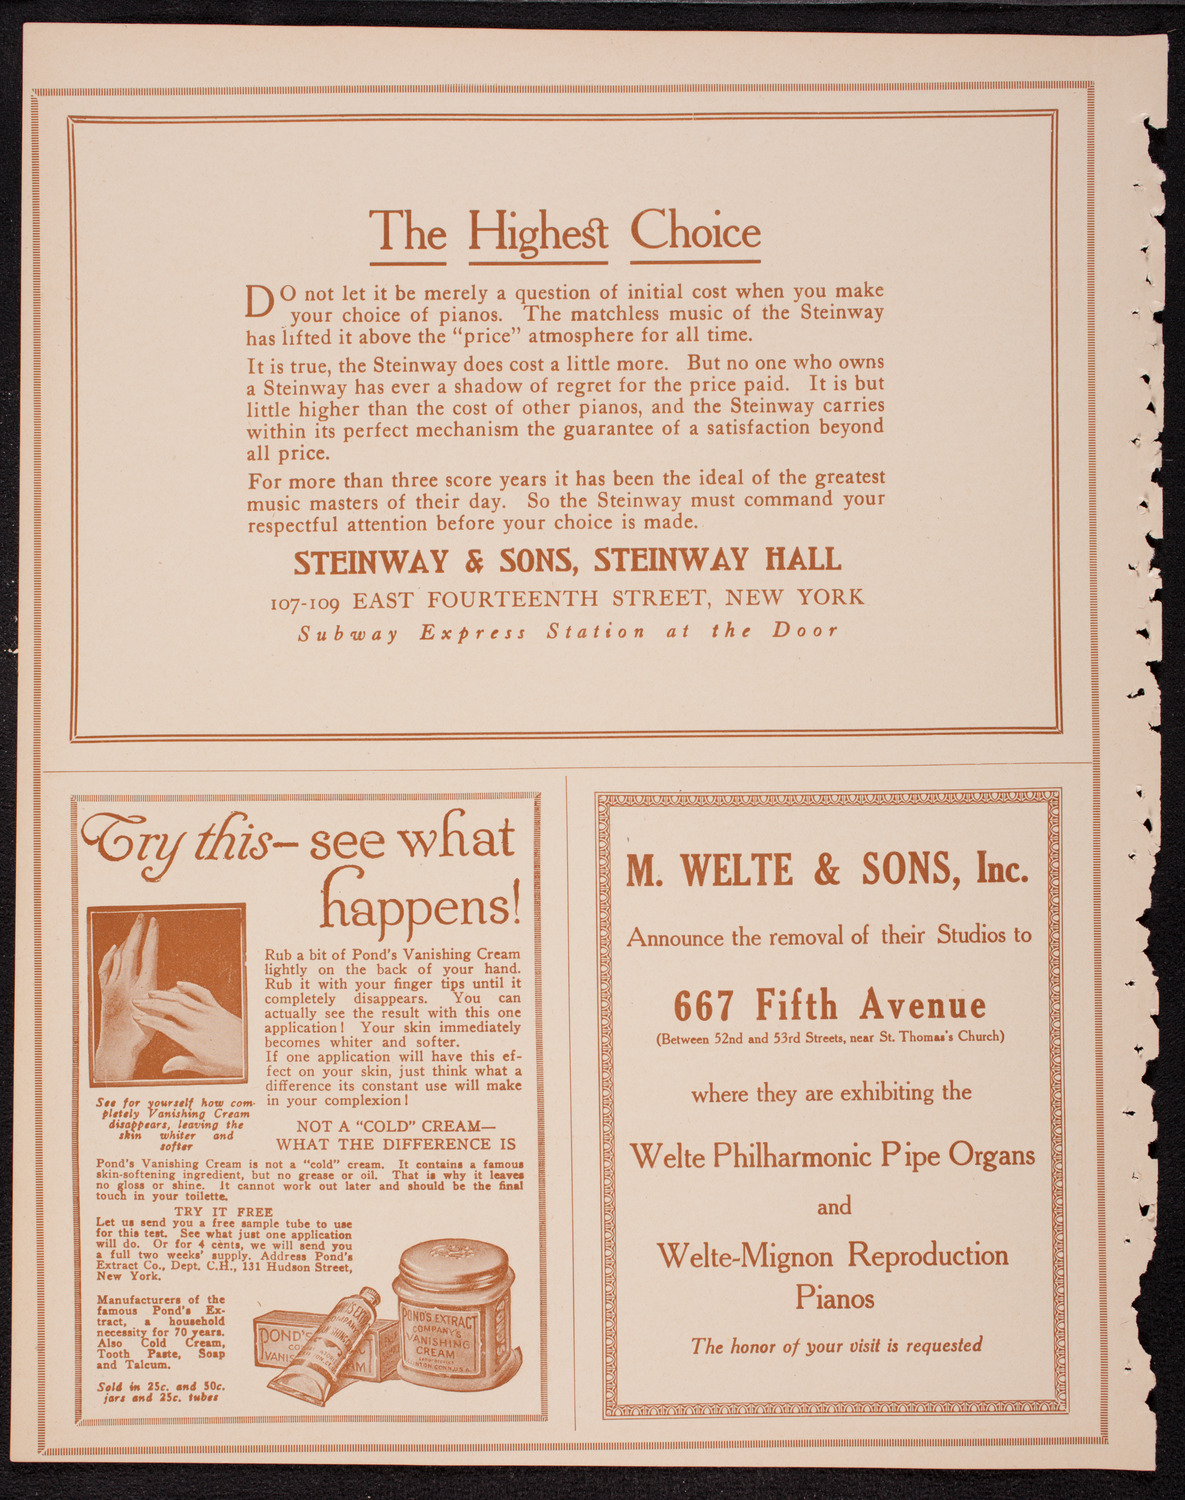 The Highest Choice
DO not let it be merely a question of initial cost when you make
your choice of pianos. The matchless music of the Steinway
has lifted it above the “price” atmosphere for all time.
It is true, the Steinway does cost a little more. But no one who owns
a Steinway has ever a shadow of regret for the price paid. It is but
little higher than the cost of other pianos, and the Steinway carries
within its perfect mechanism the guarantee of a satisfaction beyond
all price.
For more than three score years it has been the ideal of the greatest
music masters of their day. So the Steinway must command your
respectful attention before your choice is made.
STEINWAY & SONS, STEINWAY HALL
107-109 EAST FOURTEENTH STREET, NEW YORK
Subway Express Station at the Door
Try this—see what
happens!
Rub a bit of Pond's Vanishing Cream
lightly on the back of your hand.
Rub it with your finger tips until it
completely disappears. You can
actually see the result with this one
application! Your skin immediately
becomes whiter and softer.
If one application will have this ef-
fect on your skin, just think what a
difference its constant use will make
in your complexion!
See for yourself how com-
pletely Vanishing Cream
disappears, leaving the
skin whiter and
softer
NOT A “COLD” CREAM—
WHAT THE DIFFERENCE IS
Pond's Vanishing Cream is not a “cold” cream. It contains a famous
skin-softening ingredient, but no grease or oil. That is why it leaves
no gloss or shine. It cannot work out later and should be the final
touch in your toilette.
TRY IT FREE
Let us send you a free sample tube to use
for this test. See what just one application
will do. Or for 4 cents, we will send you
a full two weeks' supply. Address Pond's
Extract Co., Dept. C.H., 131 Hudson Street,
New York.
Manufacturers of the
famous Pond's Ex-
tract, a household
necessity for 70 years.
Also Cold Cream,
Tooth Paste, Soap
and Talcum.
Sold in 25c. and 50c.
jars and 25c. tubes
POND'S
VANIS
POND'S EXTRACT
COMPANY'S
VANISHING
CREAM
M. WELTE & SONS, Inc.
Announce the removal of their Studios to
667 Fifth Avenue
(Between 52nd and 53rd Streets, near St. Thomas's Church)
where they are exhibiting the
Welte Philharmonic Pipe Organs
and
Welte-Mignon Reproduction
Pianos
The honor of your visit is requested